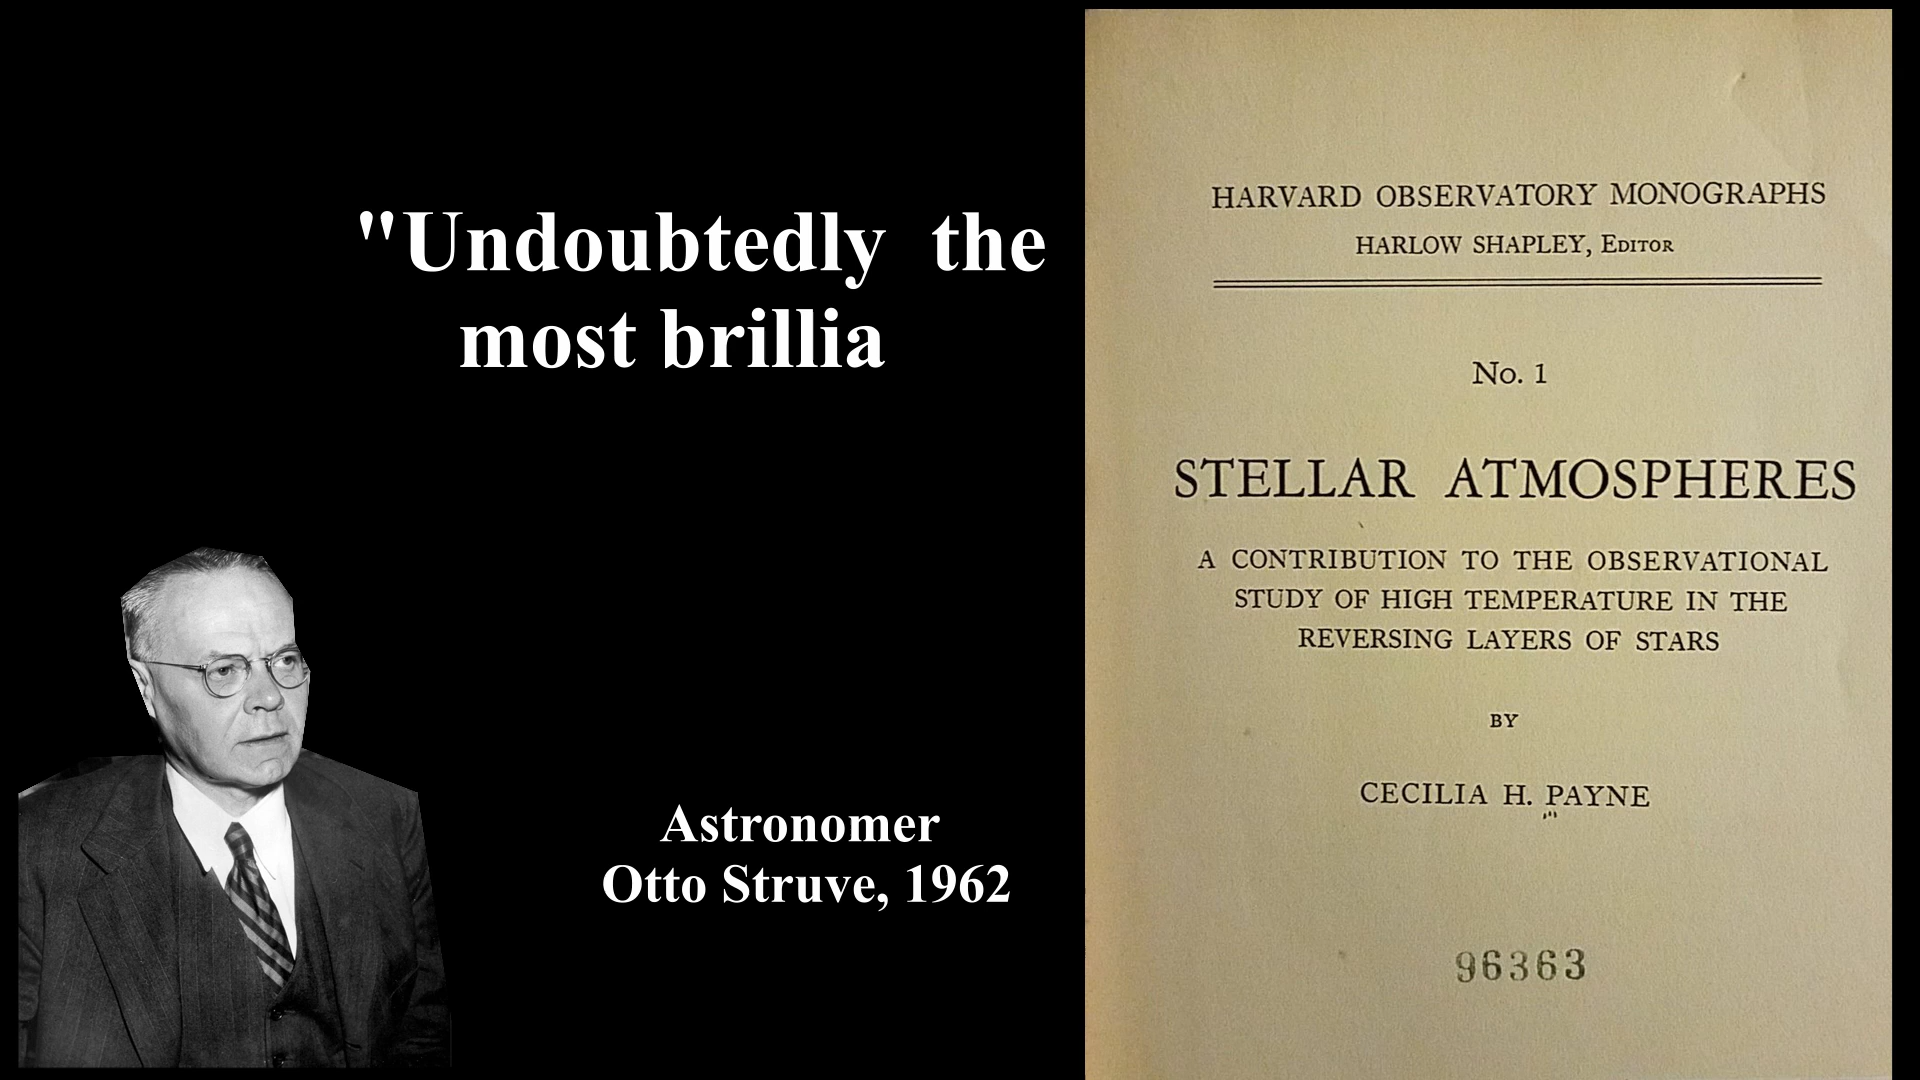 "Undoubtedly the
most brillia
Astronomer
Otto Struve, 1962
HARVARD OBSERVATORY MONOGRAPHS
HARLOW SHAPLEY, EDITOR
No. 1
STELLAR ATMOSPHERES
A CONTRIBUTION TO THE OBSERVATIONAL
STUDY OF HIGH TEMPERATURE IN THE
REVERSING LAYERS OF STARS
BY
CECILIA H. PAYNE
96363